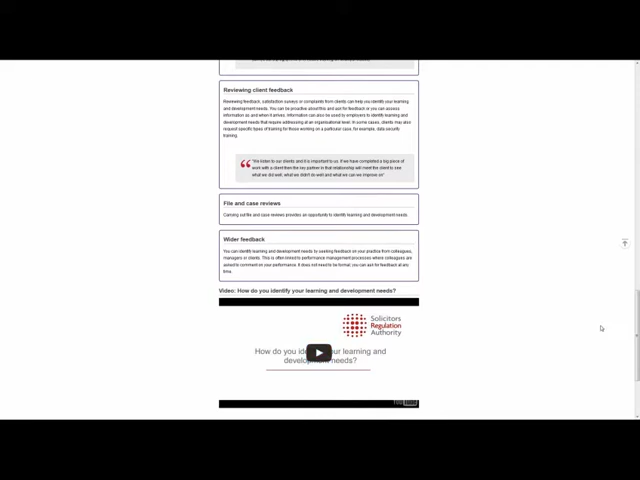 Reviewing client feedback
Reviewing feedback, satisfaction surveys or complaints from clients can help you identify your learning
and development needs. You can be proactive about this and ask for feedback or you can assess
information as and when it arrives. Information can also be used by employers to identify learning and
development needs that require addressing at an organisational level. In some cases, clients may also
request specific types of training for those working on a particular case, for example, data security
training.
"We listen to our clients and it is important to us. If we have completed a big piece of
work with a client then the key partner in that relationship will meet the client to see
what we did well, what we didn't do well and what we can we improve on"
File and case reviews
Carrying out file and case reviews provides an opportunity to identify learning and development needs.
Wider feedback
You can identify learning and development needs by seeking feedback on your practice from colleagues,
managers or clients. This is often linked to performance management processes where colleagues are
asked to comment on your performance. It does not need to be formal; you can ask for feedback at any
time.
Video: How do you identify your learning and development needs?
Solicitors
Regulation
Authority
How do you ide ur learning and
develop needs?